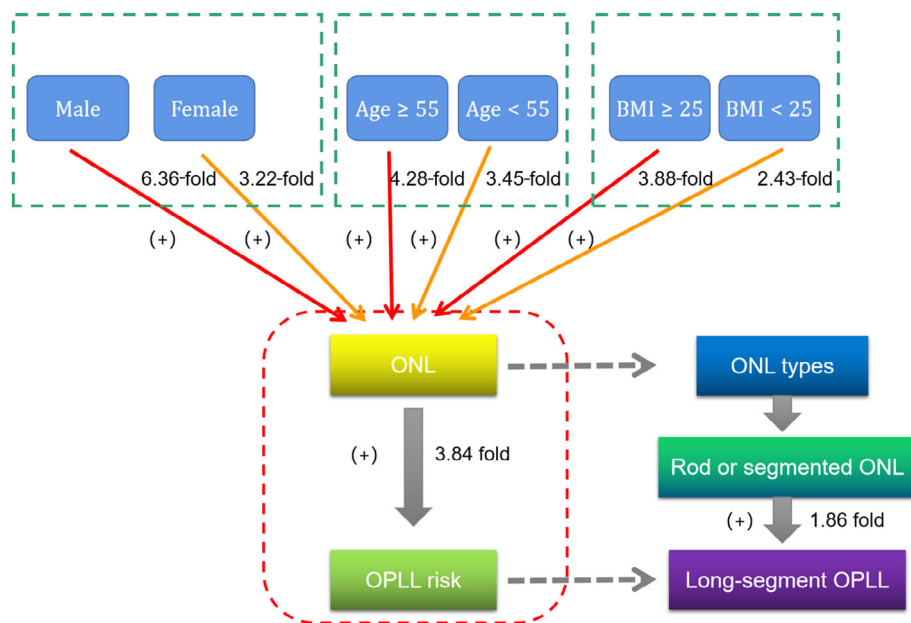 Male
Female
Age ≥ 55
Age < 55
BMI ≥ 25
BMI < 25
6.36-fold
3.22-fold
4.28-fold
3.45-fold
3.88-fold
2.43-fold
(+)
(+)
(+)
(+)
(+)
(+)
ONL
ONL types
(+)
3.84 fold
Rod or segmented ONL
(+)
1.86 fold
OPLL risk
Long-segment OPLL